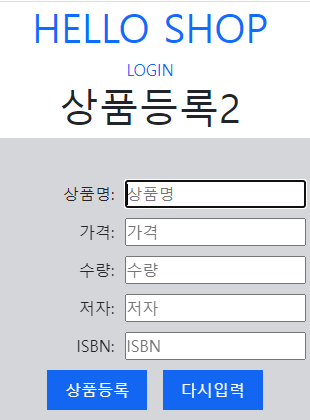 HELLO SHOP
LOGIN
상품등록2
상품명: 상품명
가격: 가격
수량: 수량
저자: 저자
ISBN: ISBN
상품등록 다시입력